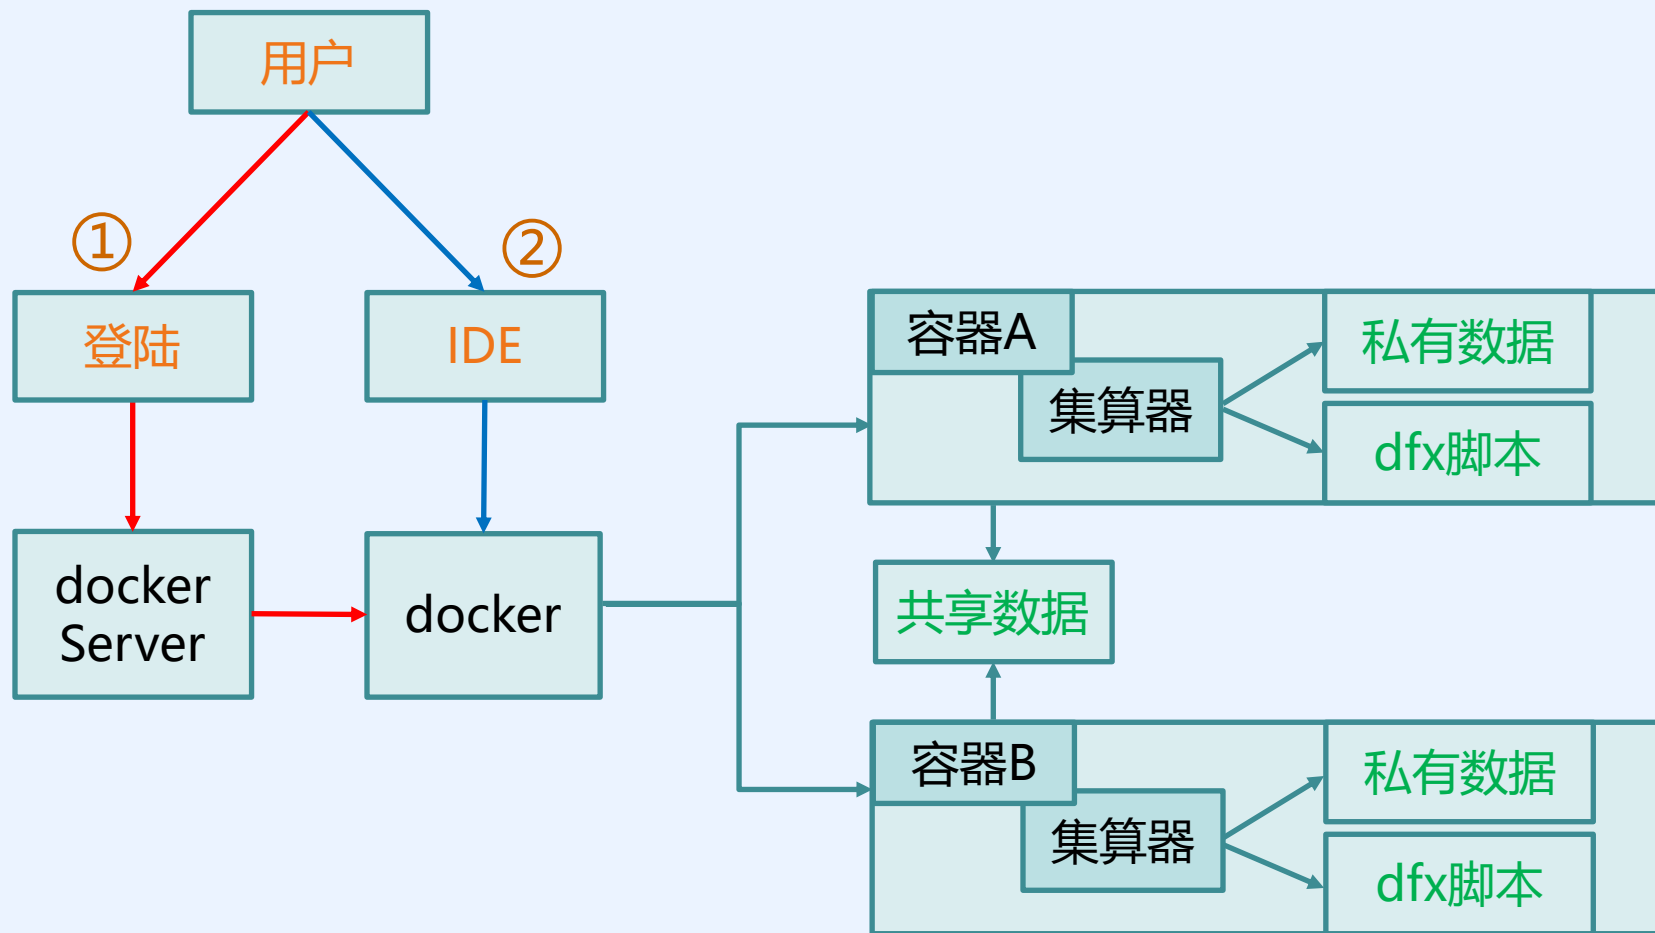 用户
①
②
登陆
IDE
docker
Server
docker
容器A
集算器
私有数据
dfx脚本
共享数据
容器B
集算器
私有数据
dfx脚本